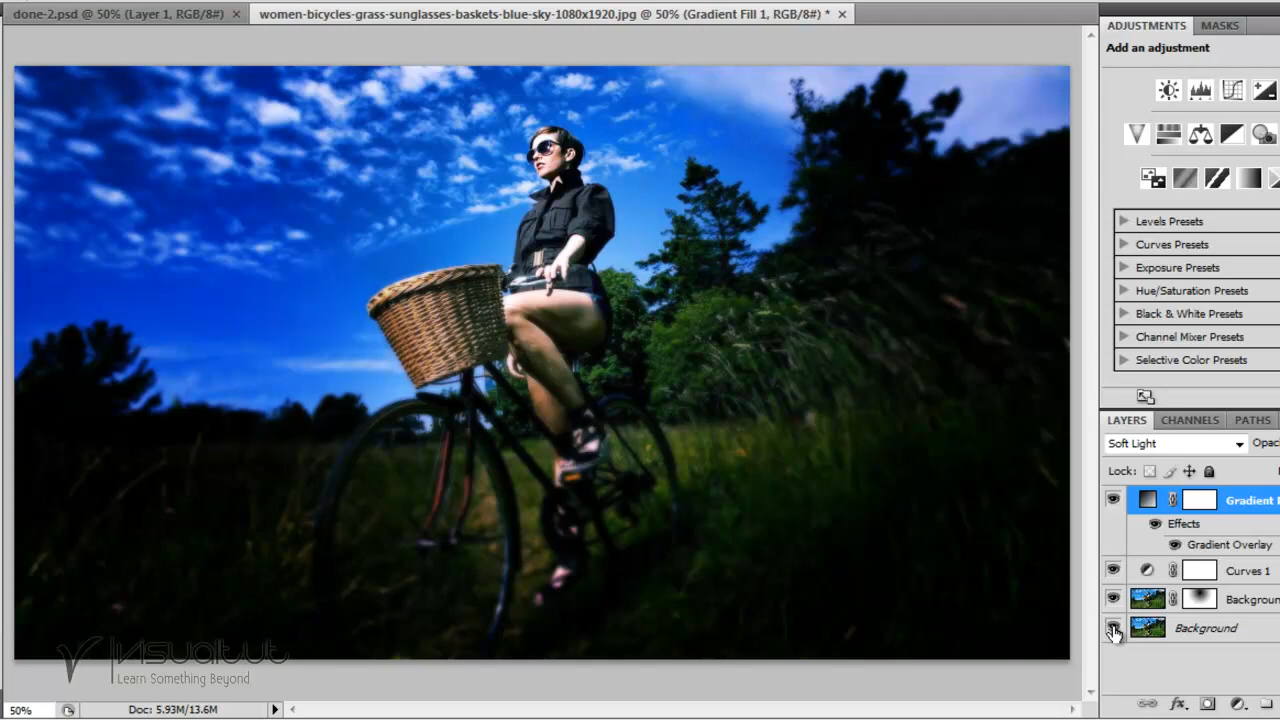 done-2.psd @ 50% (Layer 1, RGB/8#) ×
women-bicycles-grass-sunglasses-baskets-blue-sky-1080x1920.jpg @ 50% (Gradient Fill 1, RGB/8#) * ×
ADJUSTMENTS MASKS
Add an adjustment
Levels Presets
Curves Presets
Exposure Presets
Hue/Saturation Presets
Black & White Presets
Channel Mixer Presets
Selective Color Presets
LAYERS CHANNELS PATHS
Soft Light Opac
Lock:
Gradient
Effects
Gradient Overlay
Curves 1
Backgroun
Background
visualtut
Learn Something Beyond
50% Doc: 5.93M/13.6M